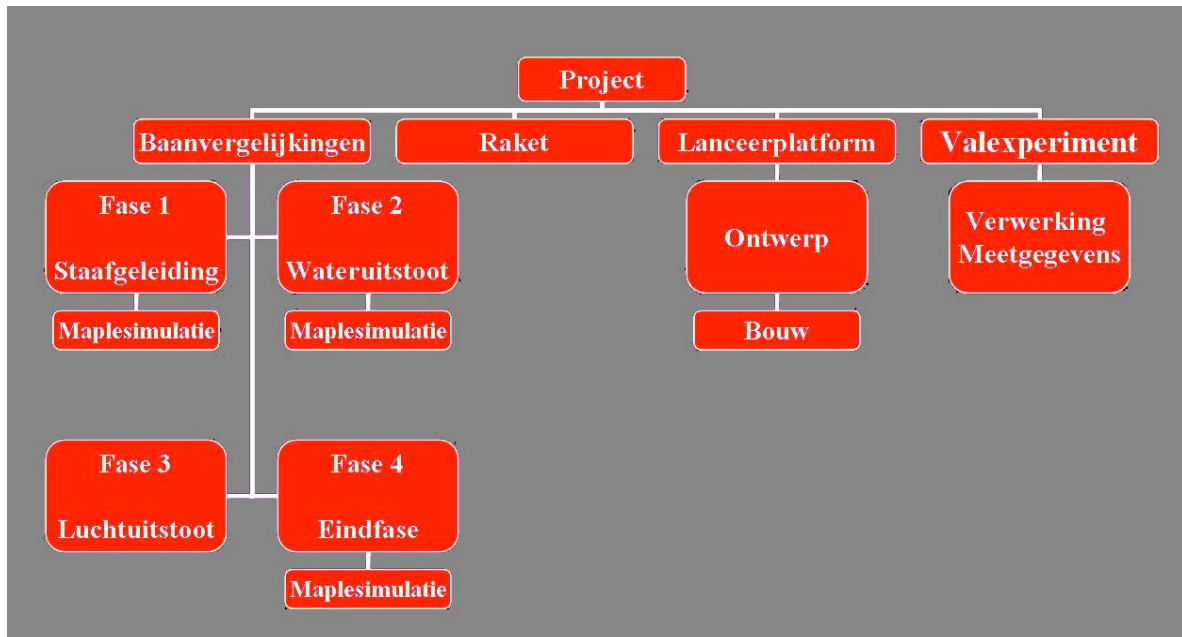 Project
Baanvergelijkingen
Raket
Lanceerplatform
Valexperiment
Fase 1
Staafgeleiding
Maplesimulatie
Fase 2
Wateruitstoot
Maplesimulatie
Ontwerp
Bouw
Verwerking
Meetgegevens
Fase 3
Luchtuitstoot
Fase 4
Eindfase
Maplesimulatie